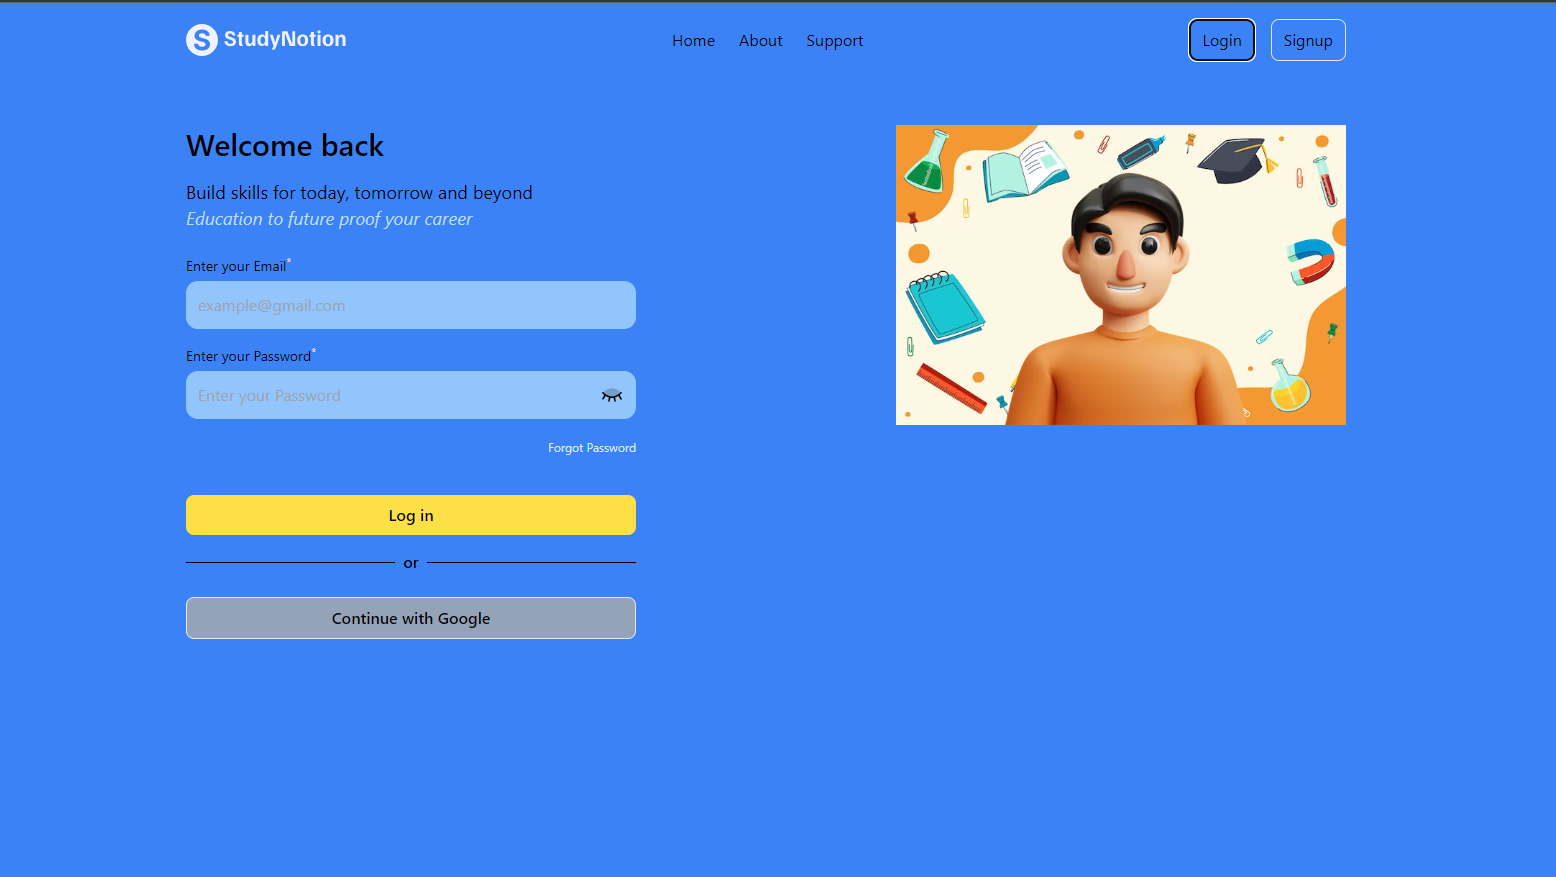 StudyNotion
Home About Support
Login Signup
Welcome back
Build skills for today, tomorrow and beyond
Education to future proof your career
Enter your Email*
example@gmail.com
Enter your Password*
Enter your Password
Forgot Password
Log in
or
Continue with Google